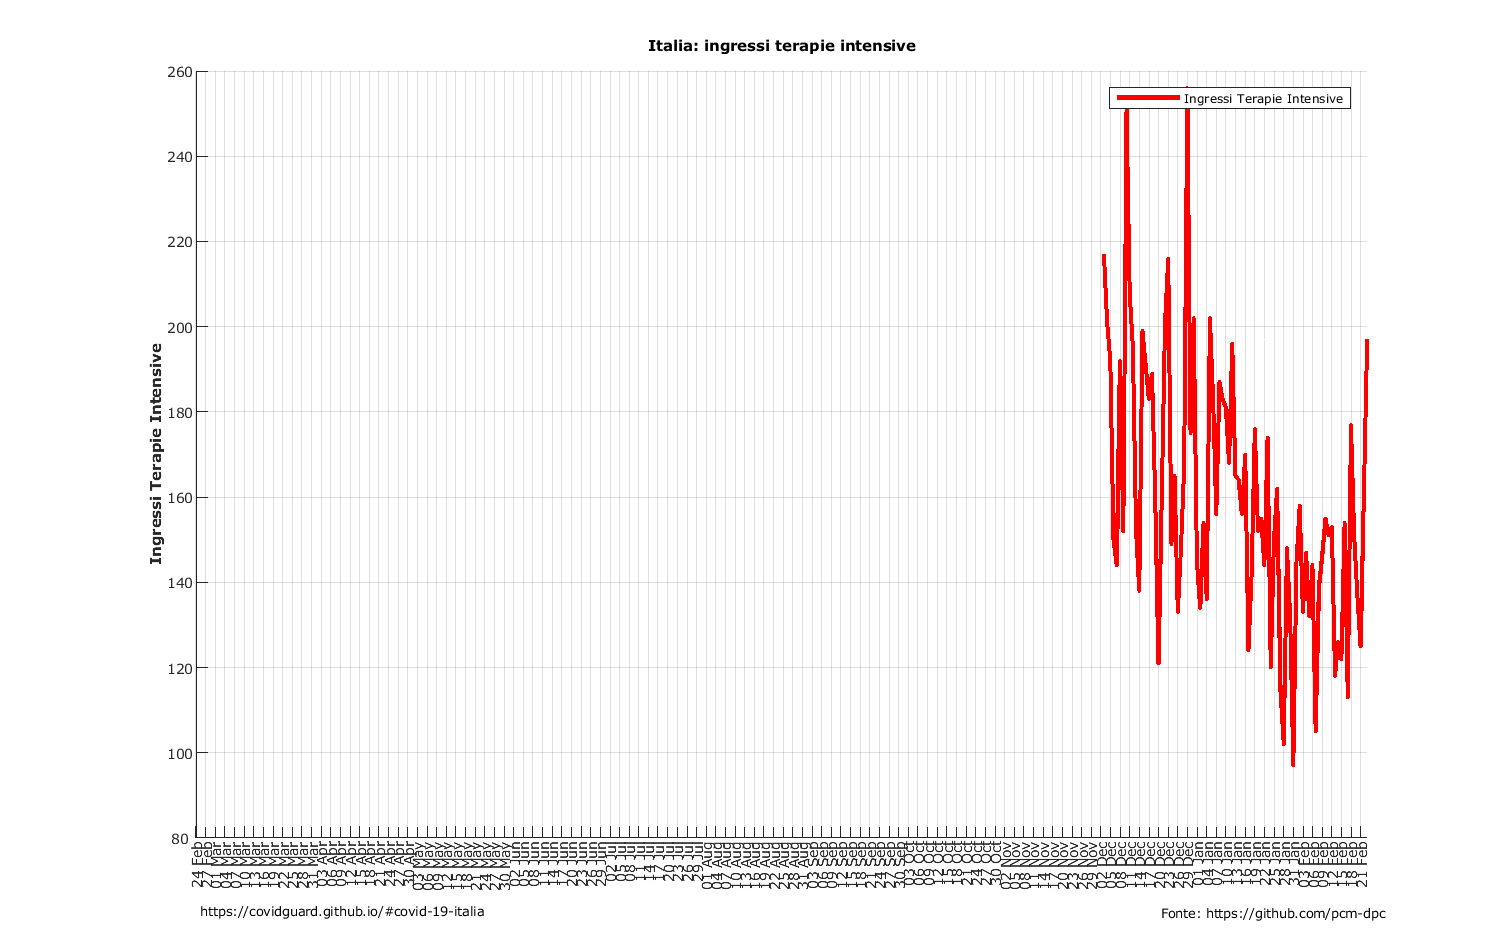 Italia: ingressi terapie intensive
Ingressi Terapie Intensive
260
240
220
200
180
160
140
120
100
80
Ingressi Terapie Intensive
24 Feb
27 Feb
01 Mar
04 Mar
07 Mar
10 Mar
13 Mar
16 Mar
19 Mar
22 Mar
25 Mar
28 Mar
31 Mar
03 Apr
06 Apr
09 Apr
12 Apr
15 Apr
18 Apr
21 Apr
24 Apr
27 Apr
30 Apr
03 May
06 May
09 May
12 May
15 May
18 May
21 May
24 May
27 May
30 May
02 Jun
05 Jun
08 Jun
11 Jun
14 Jun
17 Jun
20 Jun
23 Jun
26 Jun
29 Jun
02 Jul
05 Jul
08 Jul
11 Jul
14 Jul
17 Jul
20 Jul
23 Jul
26 Jul
29 Jul
01 Aug
04 Aug
07 Aug
10 Aug
13 Aug
16 Aug
19 Aug
22 Aug
25 Aug
28 Aug
31 Aug
03 Sep
06 Sep
09 Sep
12 Sep
15 Sep
18 Sep
21 Sep
24 Sep
27 Sep
30 Sep
03 Oct
06 Oct
09 Oct
12 Oct
15 Oct
18 Oct
21 Oct
24 Oct
27 Oct
30 Oct
02 Nov
05 Nov
08 Nov
11 Nov
14 Nov
17 Nov
20 Nov
23 Nov
26 Nov
29 Nov
02 Dec
05 Dec
08 Dec
11 Dec
14 Dec
17 Dec
20 Dec
23 Dec
26 Dec
29 Dec
01 Jan
04 Jan
07 Jan
10 Jan
13 Jan
16 Jan
19 Jan
22 Jan
25 Jan
28 Jan
31 Jan
03 Feb
06 Feb
09 Feb
12 Feb
15 Feb
18 Feb
21 Feb
https://covidguard.github.io/#covid-19-italia
Fonte: https://github.com/pcm-dpc